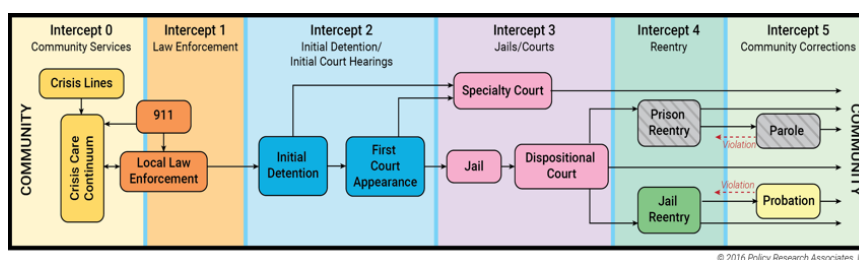 Intercept 0
Community Services
Intercept 1
Law Enforcement
Intercept 2
Initial Detention/
Initial Court Hearings
Intercept 3
Jails/Courts
Intercept 4
Reentry
Intercept 5
Community Corrections
COMMUNITY
Crisis Lines
Crisis Care
Continuum
911
Local Law
Enforcement
Initial
Detention
First
Court
Appearance
Specialty Court
Jail
Dispositional
Court
Prison
Reentry
Parole
Violation
Jail
Reentry
Violation
Probation
COMMUNITY
© 2016 Policy Research Associates,